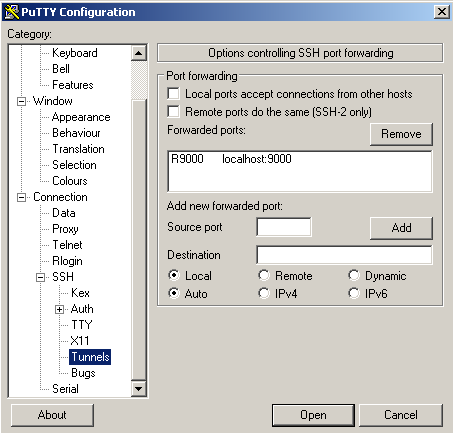 PuTTY Configuration
Category:
Keyboard
Bell
Features
Window
Appearance
Behaviour
Translation
Selection
Colours
Connection
Data
Proxy
Telnet
Rlogin
SSH
Kex
Auth
TTY
X11
Tunnels
Bugs
Serial
Options controlling SSH port forwarding
Port forwarding
Local ports accept connections from other hosts
Remote ports do the same (SSH-2 only)
Forwarded ports:
Remove
R9000 localhost:9000
Add new forwarded port:
Source port
Add
Destination
Local Remote Dynamic
Auto IPv4 IPv6
About Open Cancel